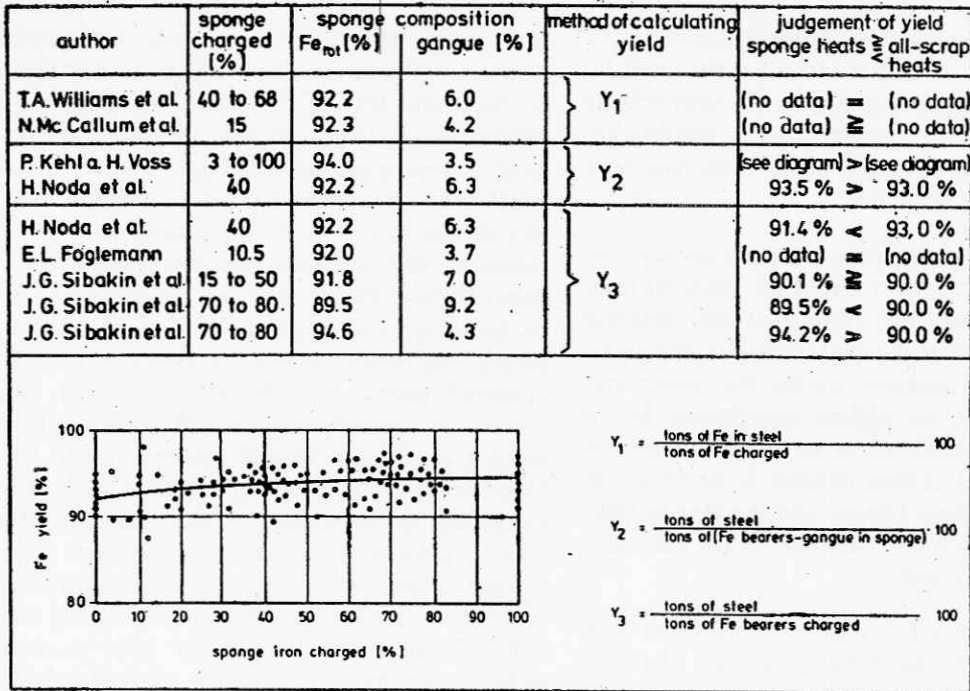 author sponge charged [%] sponge composition Fe tot [%] gangue [%] method of calculating yield judgement of yield sponge heats ⋛ all-scrap heats
T.A. Williams et al. 40 to 68 92.2 6.0 Y1 (no data) = (no data)
N. Mc Callum et al. 15 92.3 4.2 (no data) ⋛ (no data)
P. Kehl a. H. Voss 3 to 100 94.0 3.5 Y2 (see diagram) > (see diagram)
H. Noda et al. 40 92.2 6.3 93.5 % > 93.0 %
H. Noda et al. 40 92.2 6.3 Y3 91.4 % < 93,0 %
E.L. Foglemann 10.5 92.0 3.7 (no data) = (no data)
J.G. Sibakin et al. 15 to 50 91.8 7.0 90.1 % ⋛ 90.0 %
J.G. Sibakin et al. 70 to 80 89.5 9.2 89.5% < 90.0 %
J.G. Sibakin et al. 70 to 80 94.6 4.3 94.2% > 90.0 %
Fe yield [%]
100
90
80
0 10 20 30 40 50 60 70 80 90 100
sponge iron charged [%]
Y1 = tons of Fe in steel / tons of Fe charged 100
Y2 = tons of steel / tons of (Fe bearers-gangue in sponge) 100
Y3 = tons of steel / tons of Fe bearers charged 100